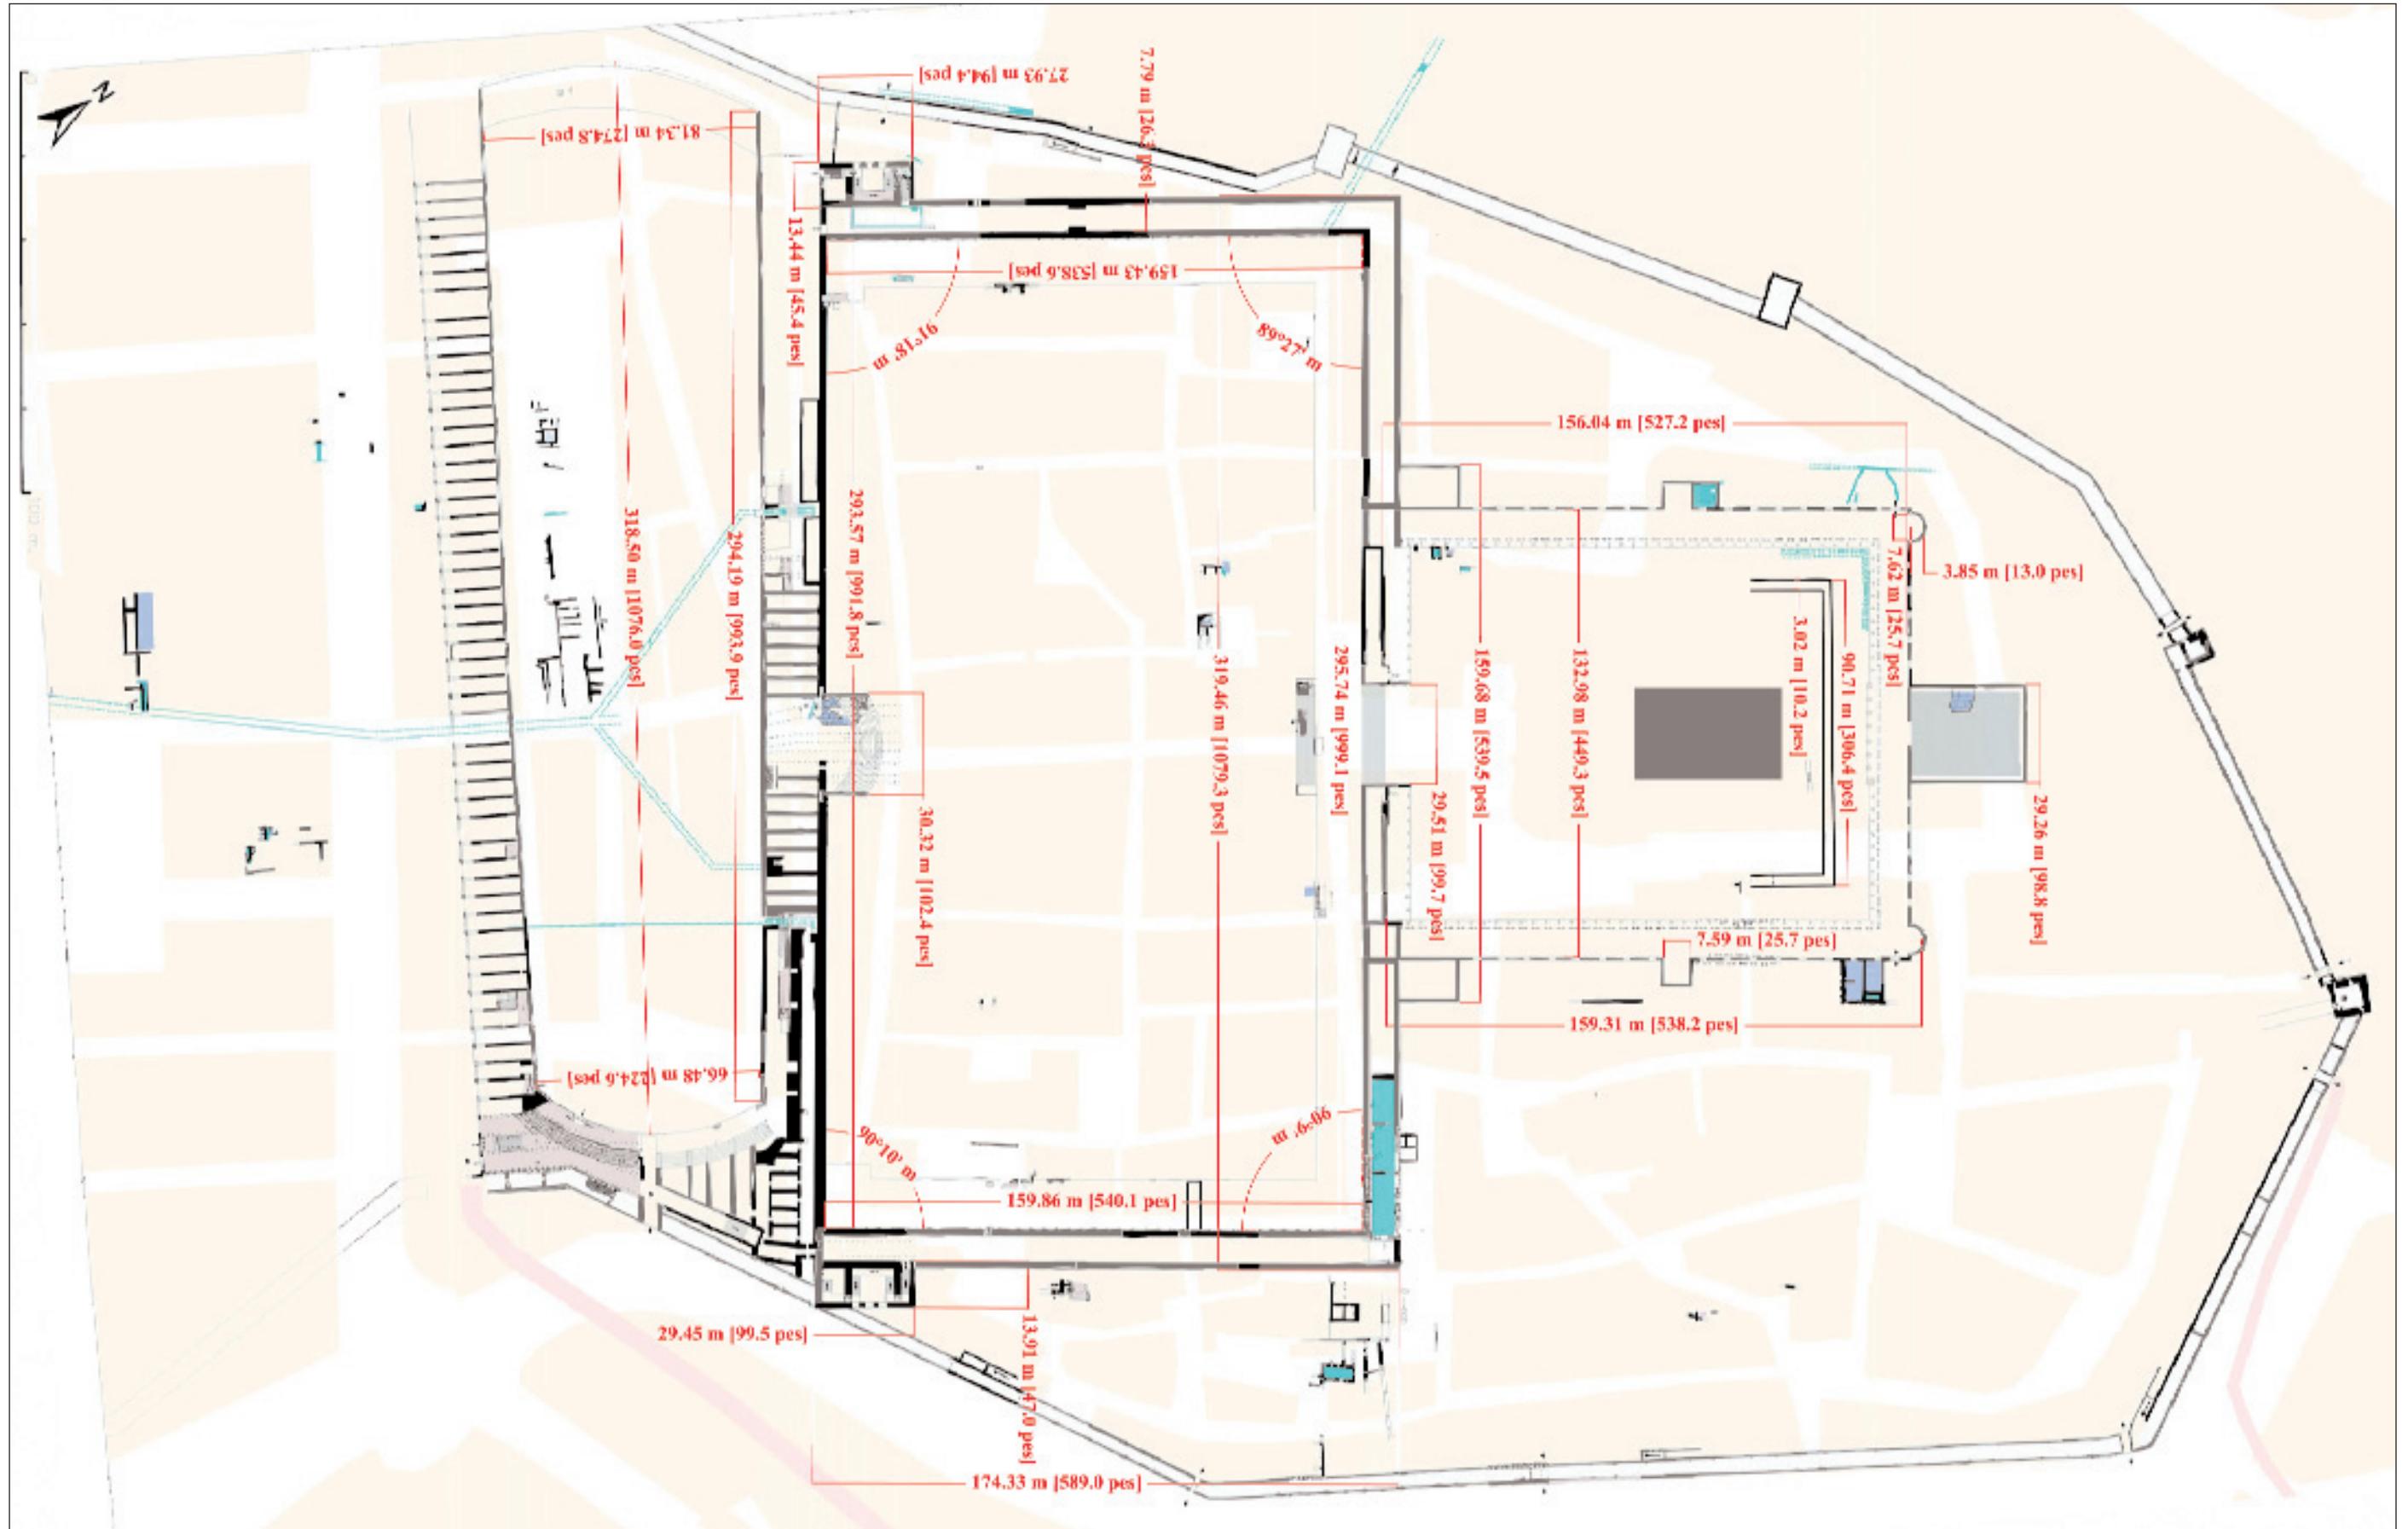 N
27.93 m [94.4 pes]
7.79 m [26.3 pes]
81.34 m [274.8 pes]
13.44 m [45.4 pes]
159.43 m [538.6 pes]
91°18' m
89°27' m
156.04 m [527.2 pes]
318.50 m [1076.0 pes]
294.19 m [993.9 pes]
293.57 m [991.8 pes]
319.46 m [1079.3 pes]
295.74 m [999.1 pes]
159.68 m [539.5 pes]
132.98 m [449.3 pes]
3.02 m [10.2 pes]
90.71 m [306.4 pes]
7.62 m [25.7 pes]
3.85 m [13.0 pes]
30.32 m [102.4 pes]
29.51 m [99.7 pes]
29.26 m [98.8 pes]
7.59 m [25.7 pes]
159.31 m [538.2 pes]
66.48 m [224.6 pes]
90°10' m
90°9' m
159.86 m [540.1 pes]
29.45 m [99.5 pes]
13.91 m [47.0 pes]
174.33 m [589.0 pes]